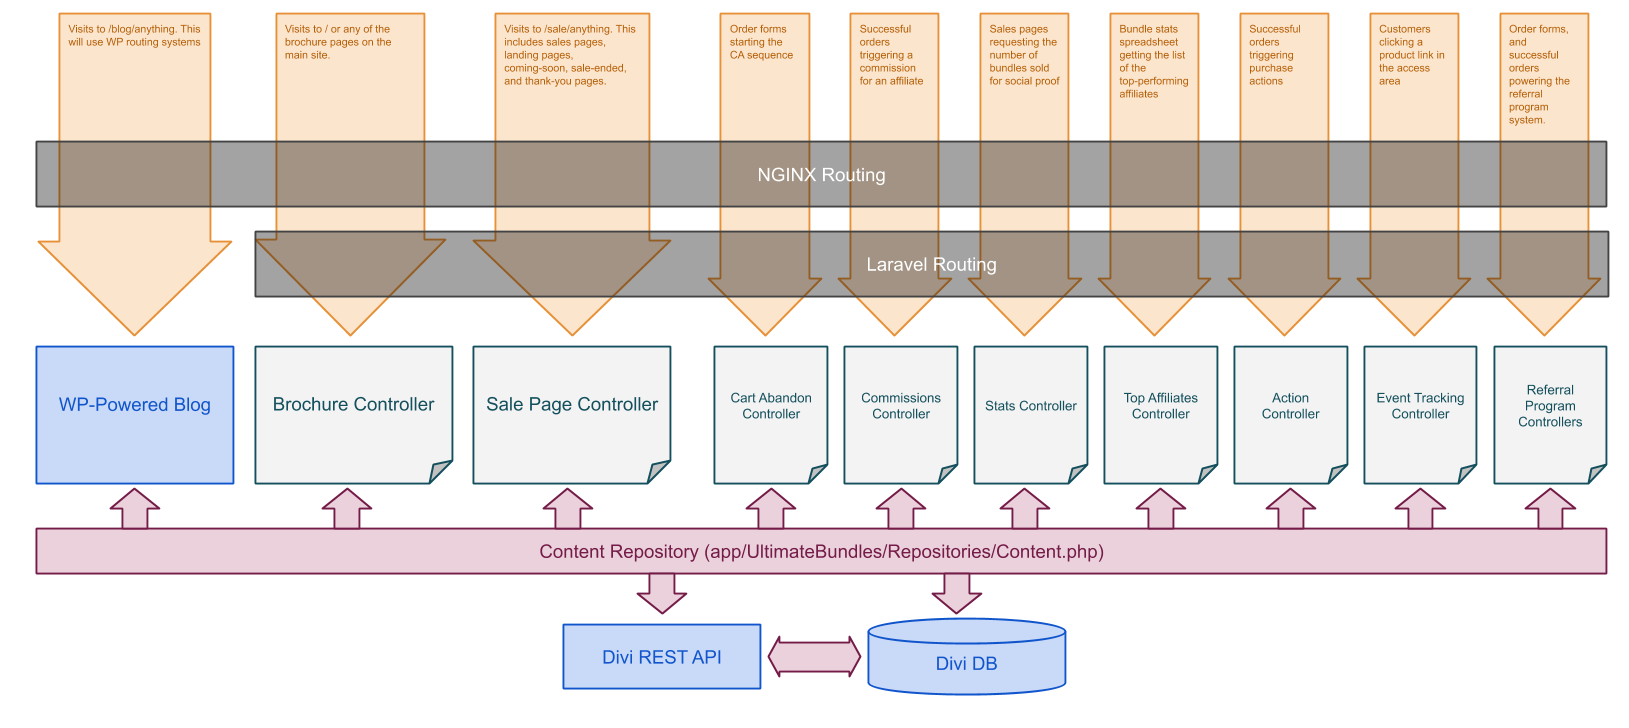 Visits to /blog/anything. This
will use WP routing systems
Visits to / or any of the
brochure pages on the
main site.
Visits to /sale/anything. This
includes sales pages,
landing pages,
coming-soon, sale-ended,
and thank-you pages.
Order forms
starting the
CA sequence
Successful
orders
triggering a
commission
for an affiliate
Sales pages
requesting the
number of
bundles sold
for social proof
Bundle stats
spreadsheet
getting the list
of the
top-performing
affiliates
Successful
orders
triggering
purchase
actions
Customers
clicking a
product link in
the access
area
Order forms,
and
successful
orders
powering the
referral
program
system.
NGINX Routing
Laravel Routing
WP-Powered Blog
Brochure Controller
Sale Page Controller
Cart Abandon
Controller
Commissions
Controller
Stats Controller
Top Affiliates
Controller
Action
Controller
Event Tracking
Controller
Referral
Program
Controllers
Content Repository (app/UltimateBundles/Repositories/Content.php)
Divi REST API
Divi DB